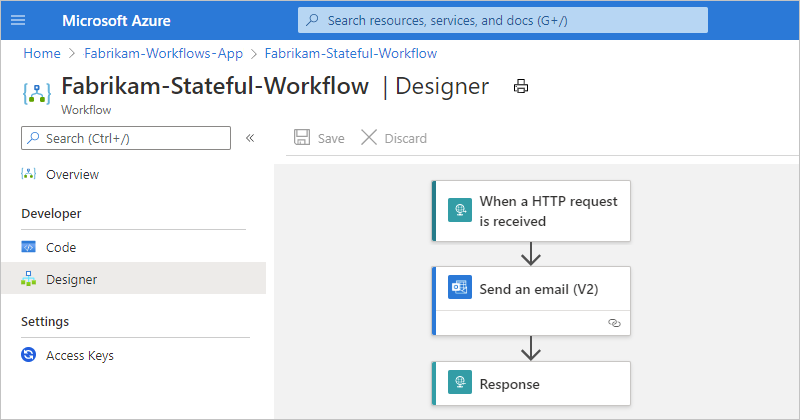 Microsoft Azure
Search resources, services, and docs (G+/)
Home > Fabrikam-Workflows-App > Fabrikam-Stateful-Workflow
Fabrikam-Stateful-Workflow | Designer
Workflow
Search (Ctrl+/)
«
Save
Discard
Overview
Developer
Code
Designer
Settings
Access Keys
When a HTTP request
is received
Send an email (V2)
Response